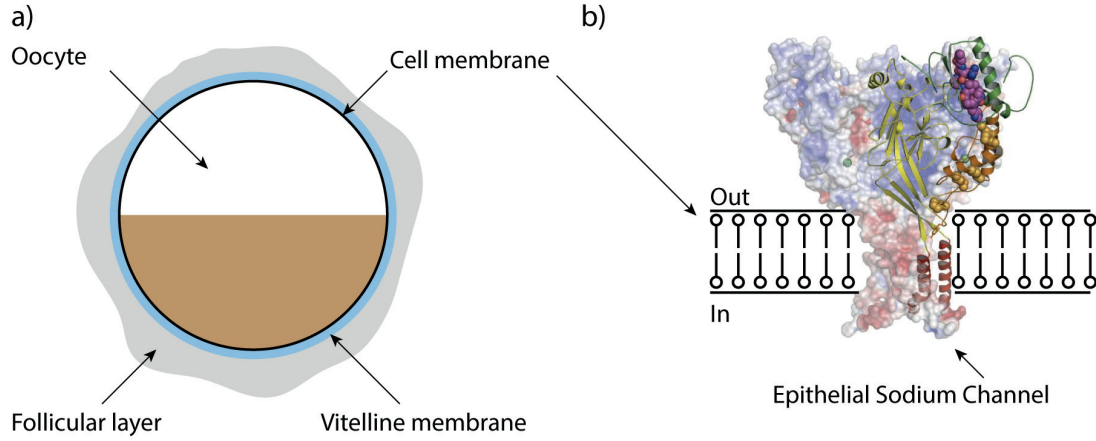 a)
Oocyte
Cell membrane
Follicular layer
Vitelline membrane
b)
Out
In
Epithelial Sodium Channel